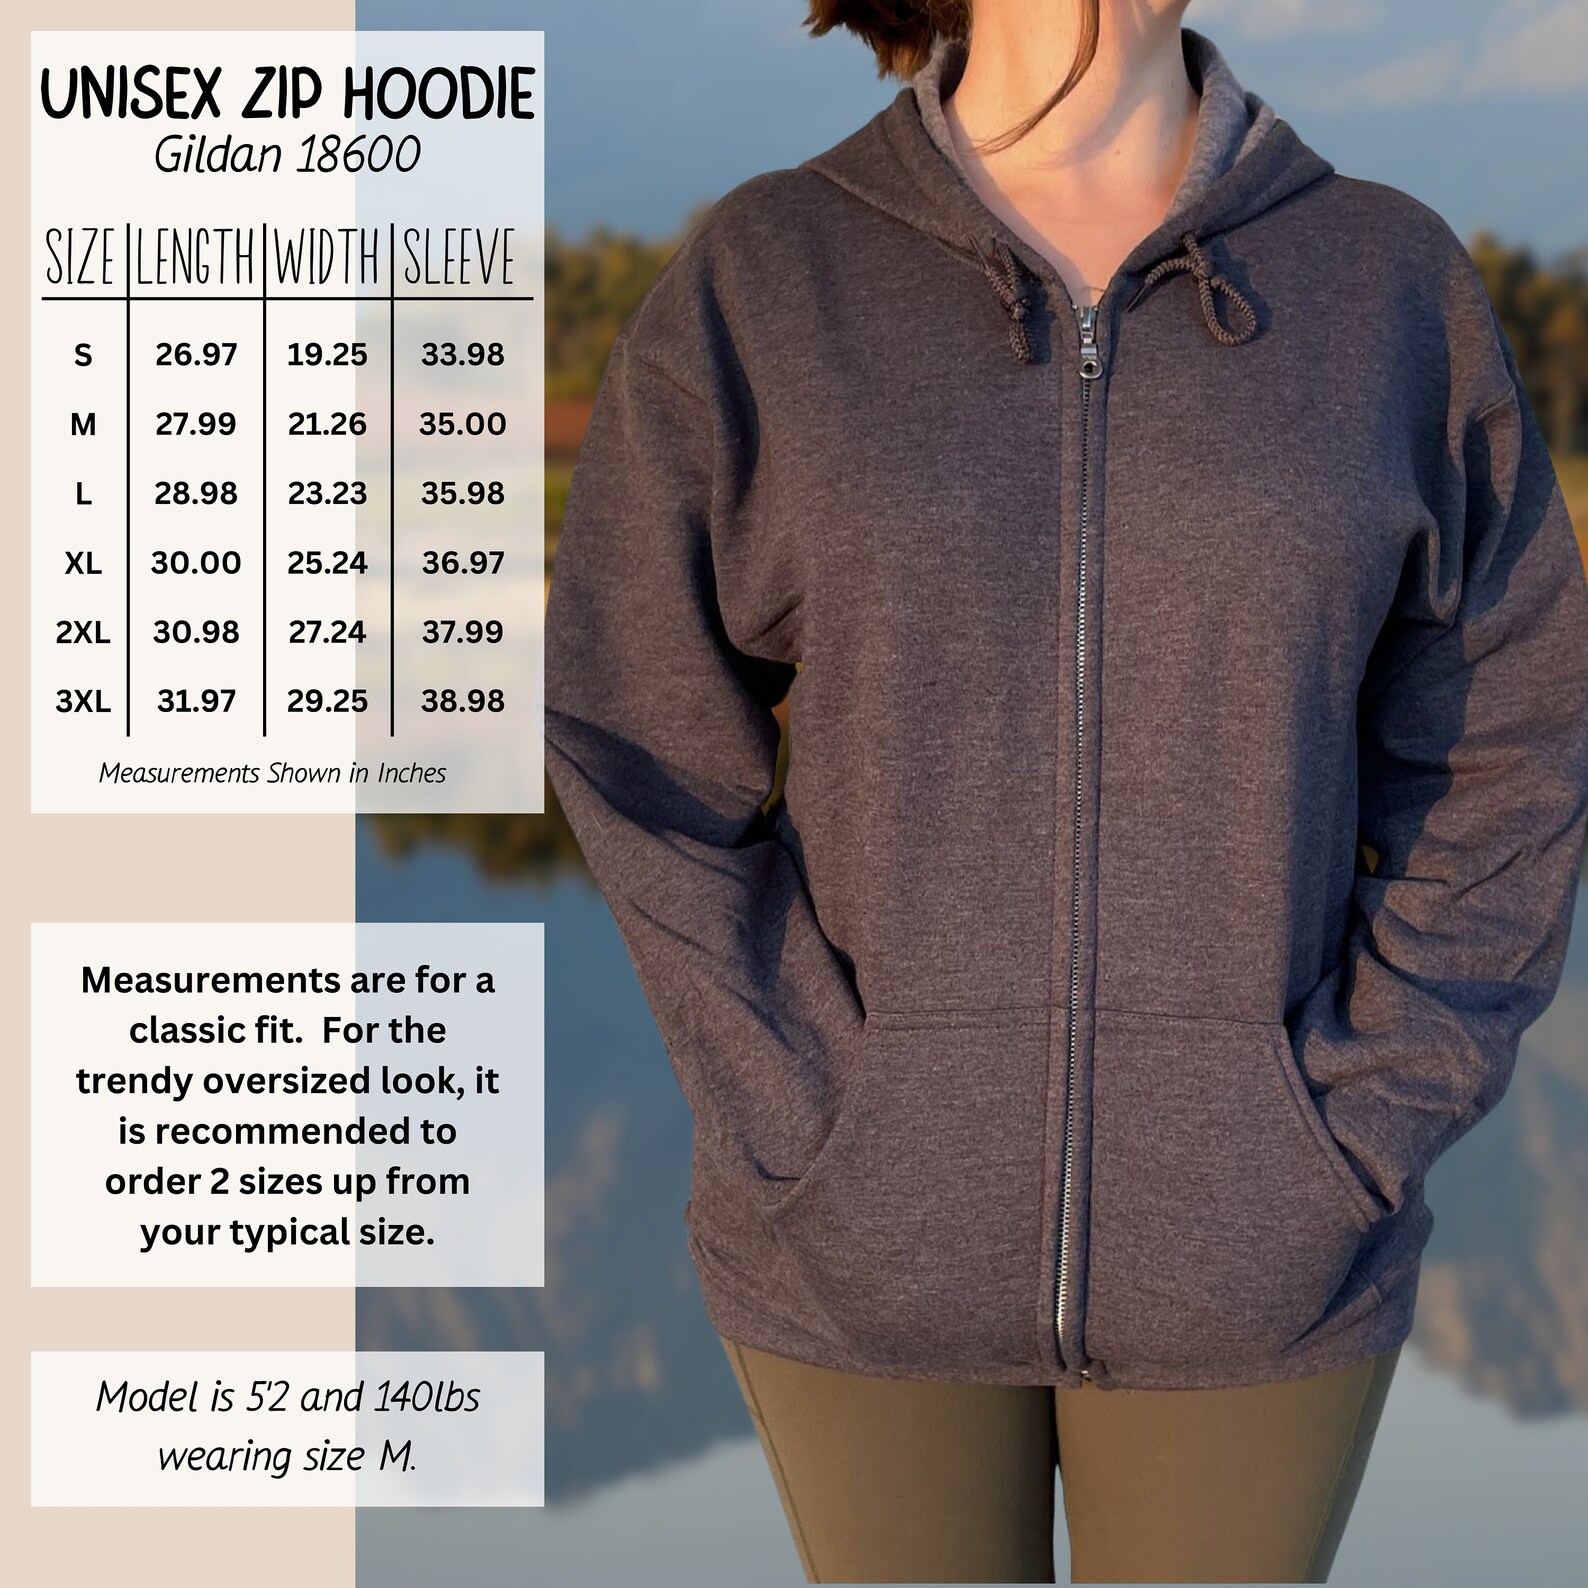 UNISEX ZIP HOODIE
Gildan 18600
SIZE LENGTH WIDTH SLEEVE
S 26.97 19.25 33.98
M 27.99 21.26 35.00
L 28.98 23.23 35.98
XL 30.00 25.24 36.97
2XL 30.98 27.24 37.99
3XL 31.97 29.25 38.98
Measurements Shown in Inches
Measurements are for a
classic fit. For the
trendy oversized look, it
is recommended to
order 2 sizes up from
your typical size.
Model is 5'2 and 140lbs
wearing size M.